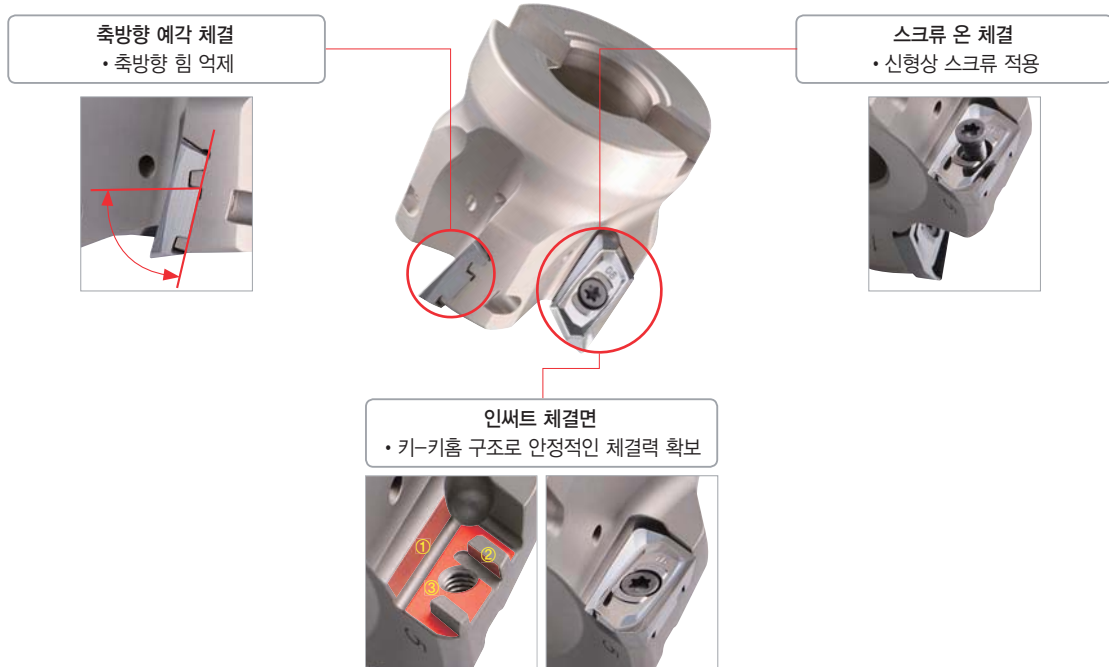 축방향 예각 체결
• 축방향 힘 억제
스크류 온 체결
• 신형상 스크류 적용
인써트 체결면
• 키-키홈 구조로 안정적인 체결력 확보
①
②
③